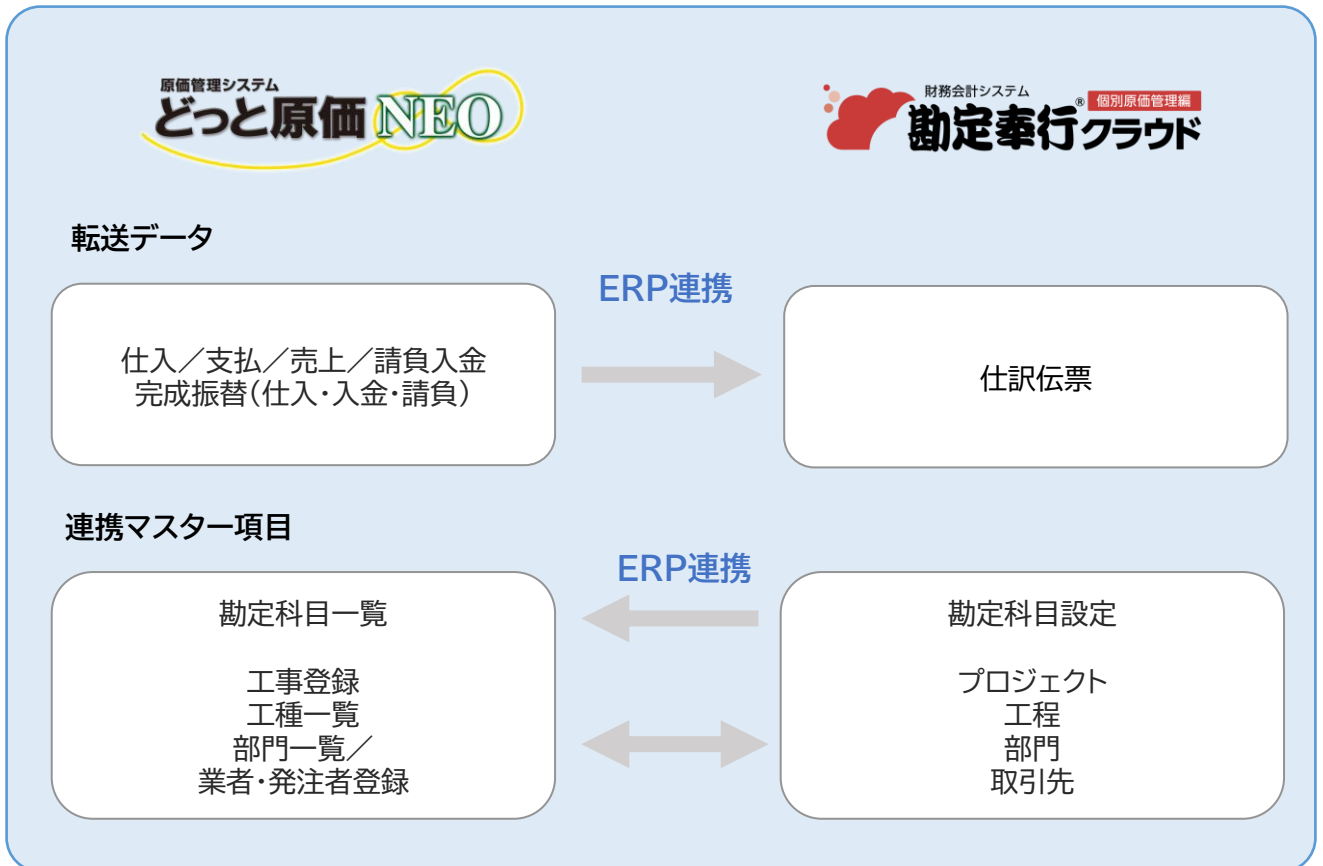 原価管理システム
どっと原価NEO
財務会計システム
個別原価管理編
勘定奉行クラウド®
転送データ
ERP連携
仕入／支払／売上／請負入金
完成振替（仕入・入金・請負）
仕訳伝票
連携マスター項目
ERP連携
勘定科目一覧
工事登録
工種一覧
部門一覧／
業者・発注者登録
勘定科目設定
プロジェクト
工程
部門
取引先